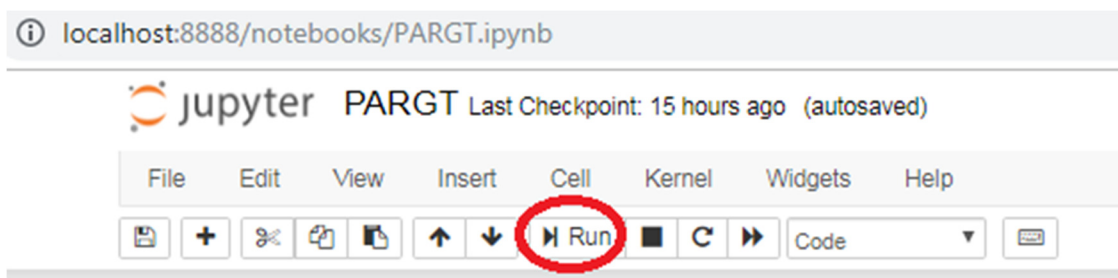 localhost:8888/notebooks/PARGT.ipynb
jupyter PARGT Last Checkpoint: 15 hours ago (autosaved)
File Edit View Insert Cell Kernel Widgets Help
Run Code